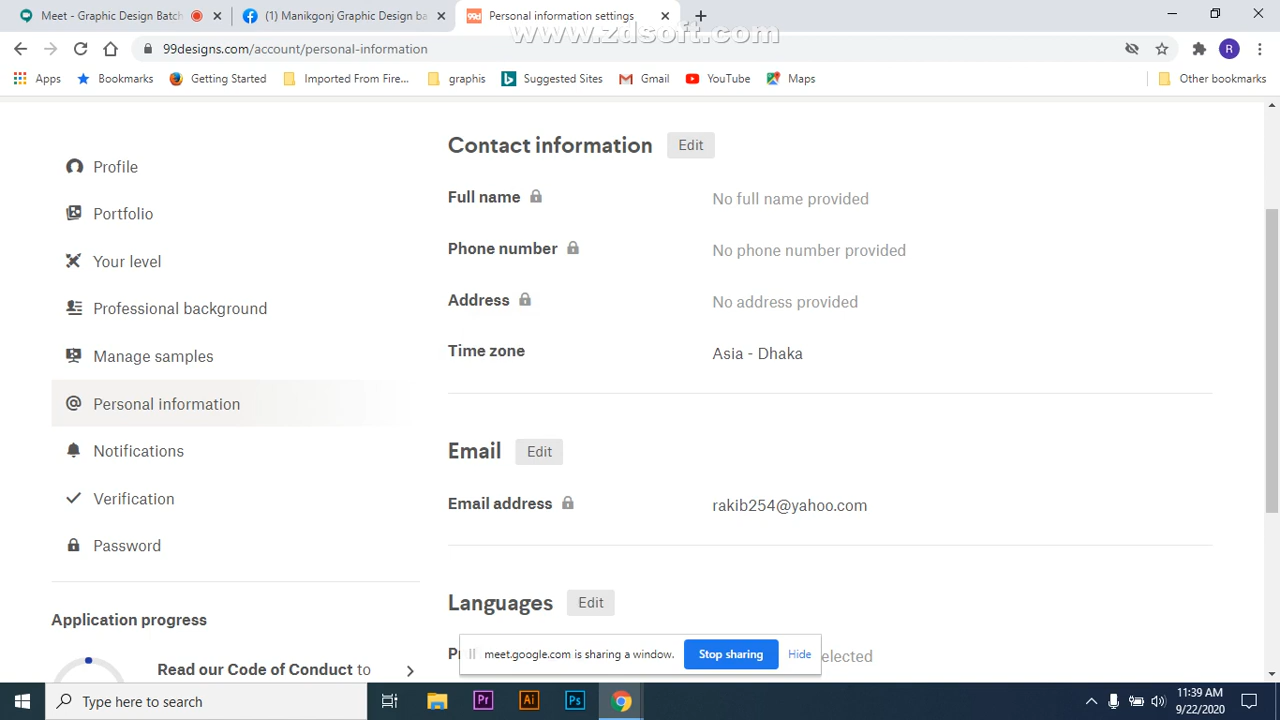 Meet - Graphic Design Batch
(1) Manikgonj Graphic Design ba
Personal information settings
www.zdsoft.com
99designs.com/account/personal-information
R
Apps
Bookmarks
Getting Started
Imported From Fire...
graphis
Suggested Sites
Gmail
YouTube
Maps
Other bookmarks
Profile
Portfolio
Your level
Professional background
Manage samples
Personal information
Notifications
Verification
Password
Application progress
Read our Code of Conduct to
Contact information Edit
Full name No full name provided
Phone number No phone number provided
Address No address provided
Time zone Asia - Dhaka
Email Edit
Email address rakib254@yahoo.com
Languages Edit
meet.google.com is sharing a window. Stop sharing Hide
Type here to search
Pr
Ai
Ps
11:39 AM
9/22/2020